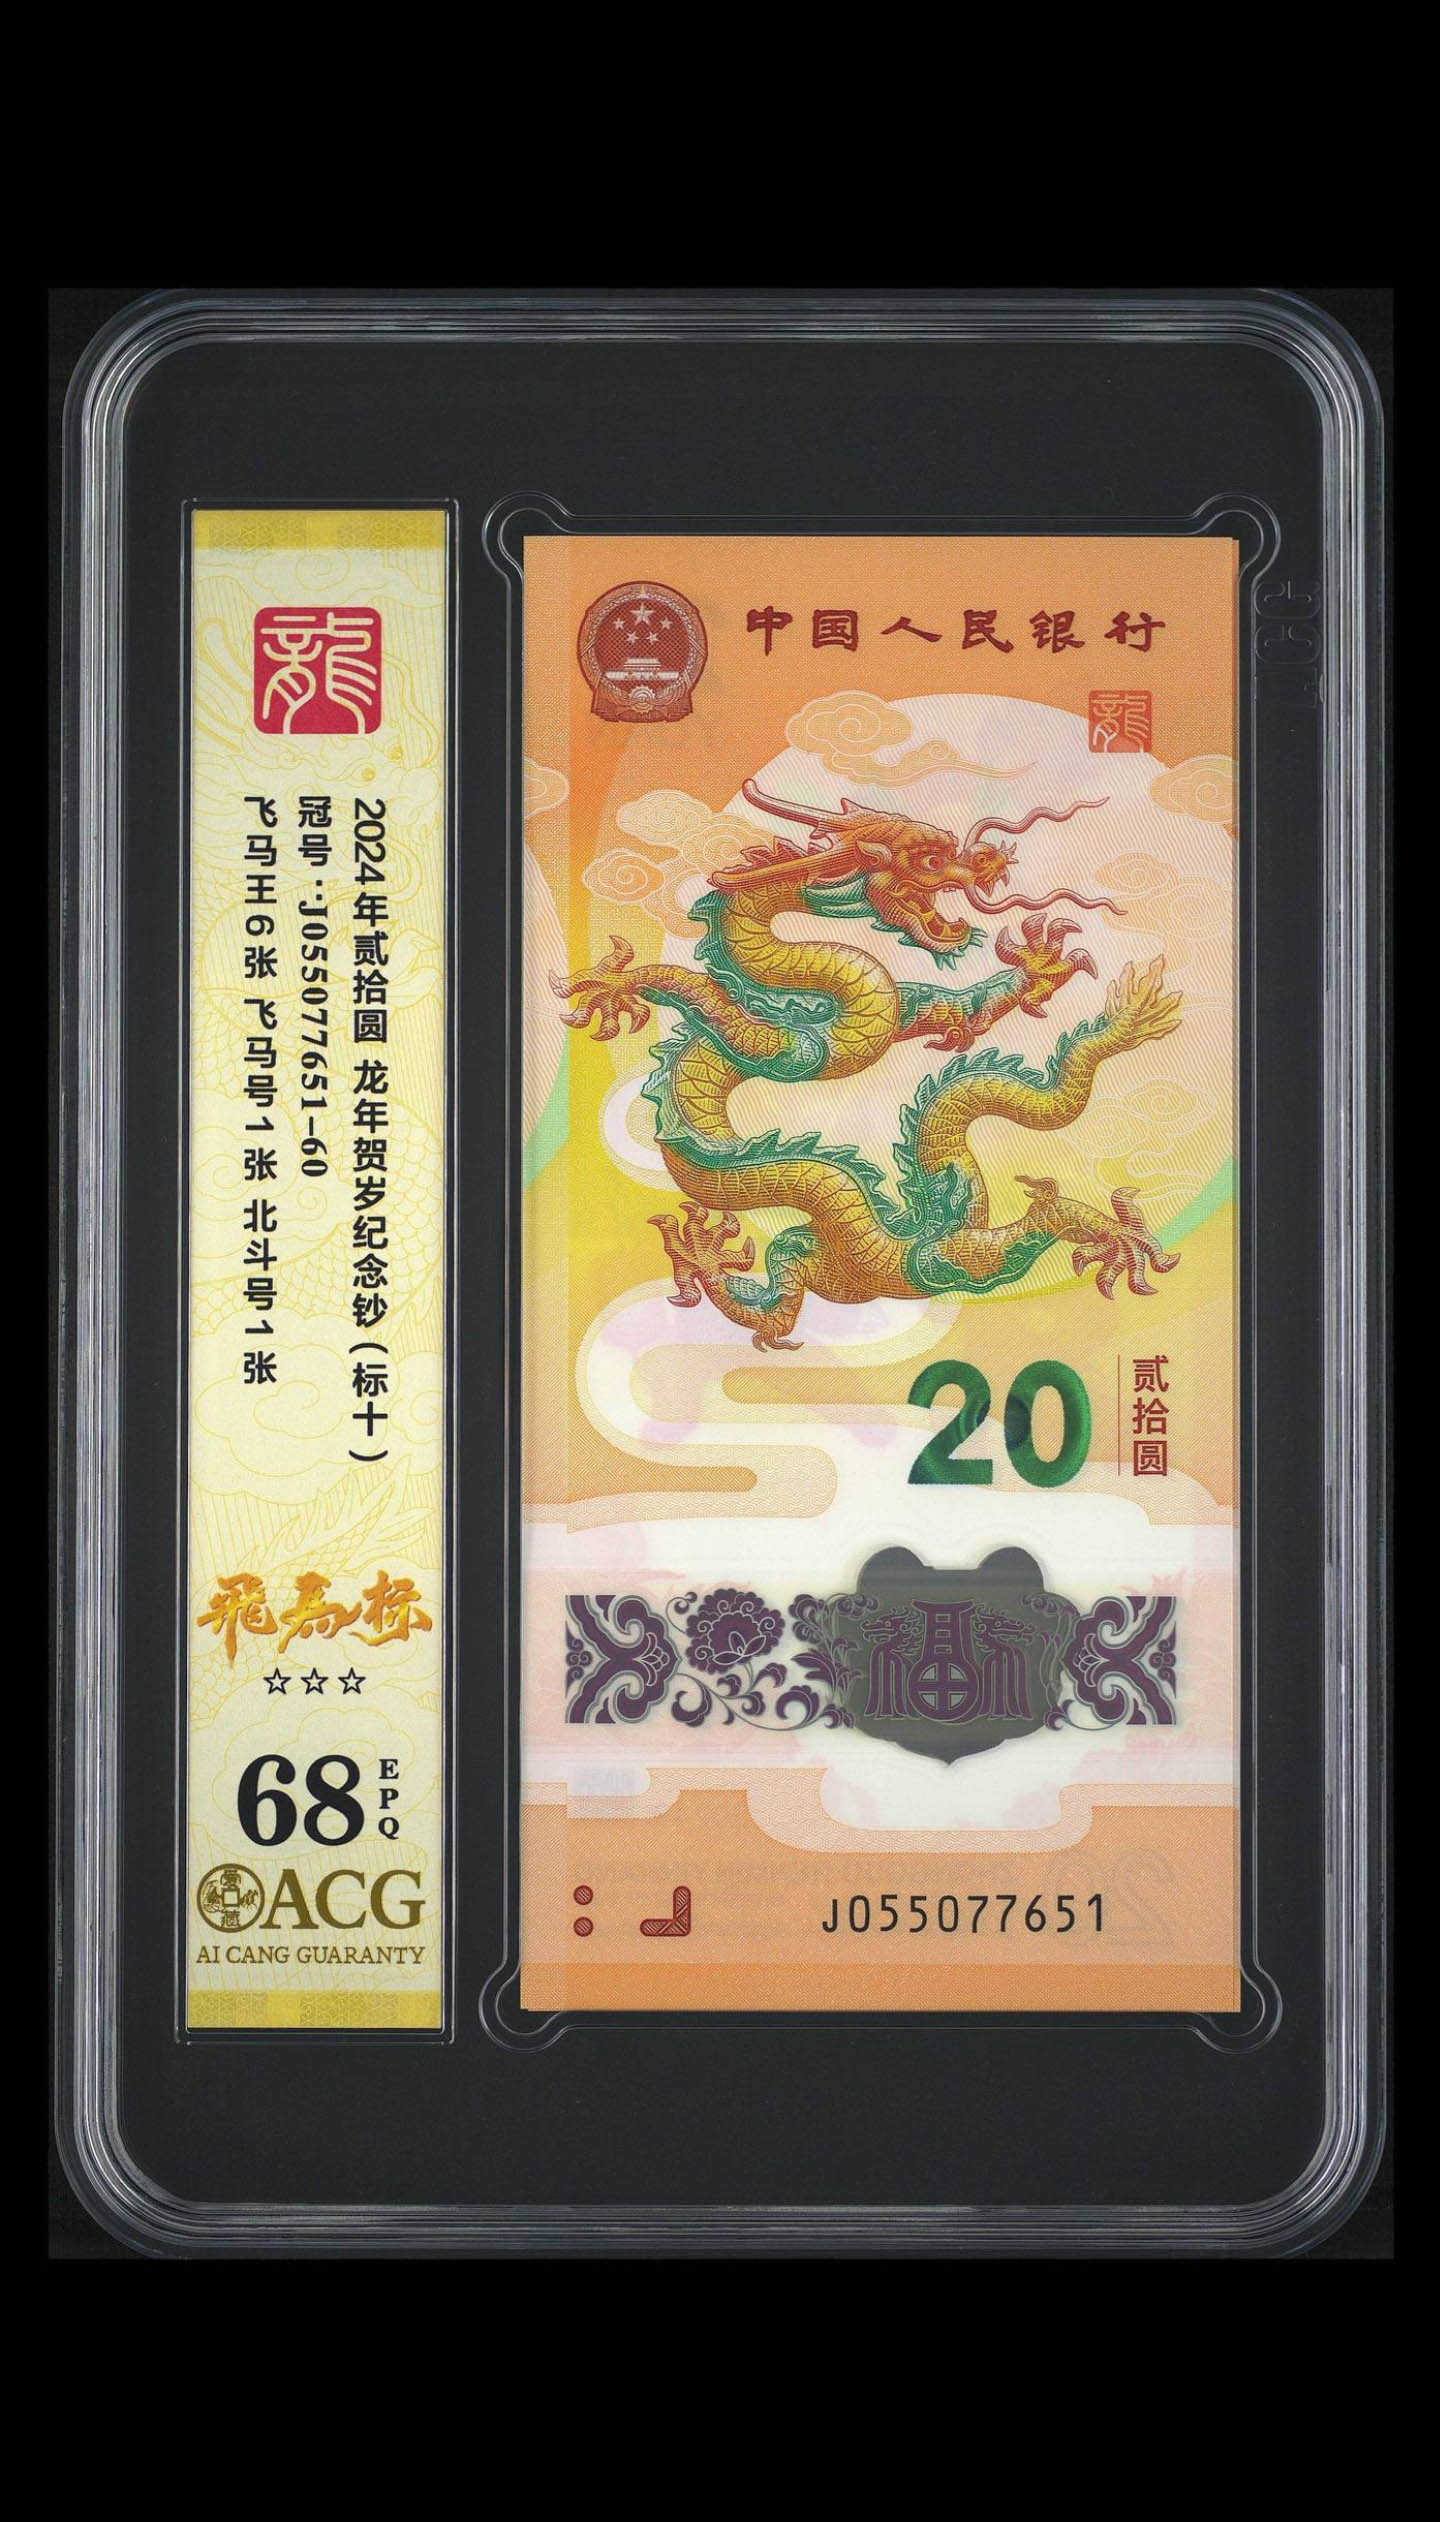 龍
2024年贰拾圆 龙年贺岁纪念钞(标十)
冠号:J055077651-60
飞马王6张 飞马号1张 北斗号1张
飛馬标
☆☆☆
68 EPQ
ACG
AI CANG GUARANTY
中国人民银行
龍
20 贰拾圆
福
J055077651